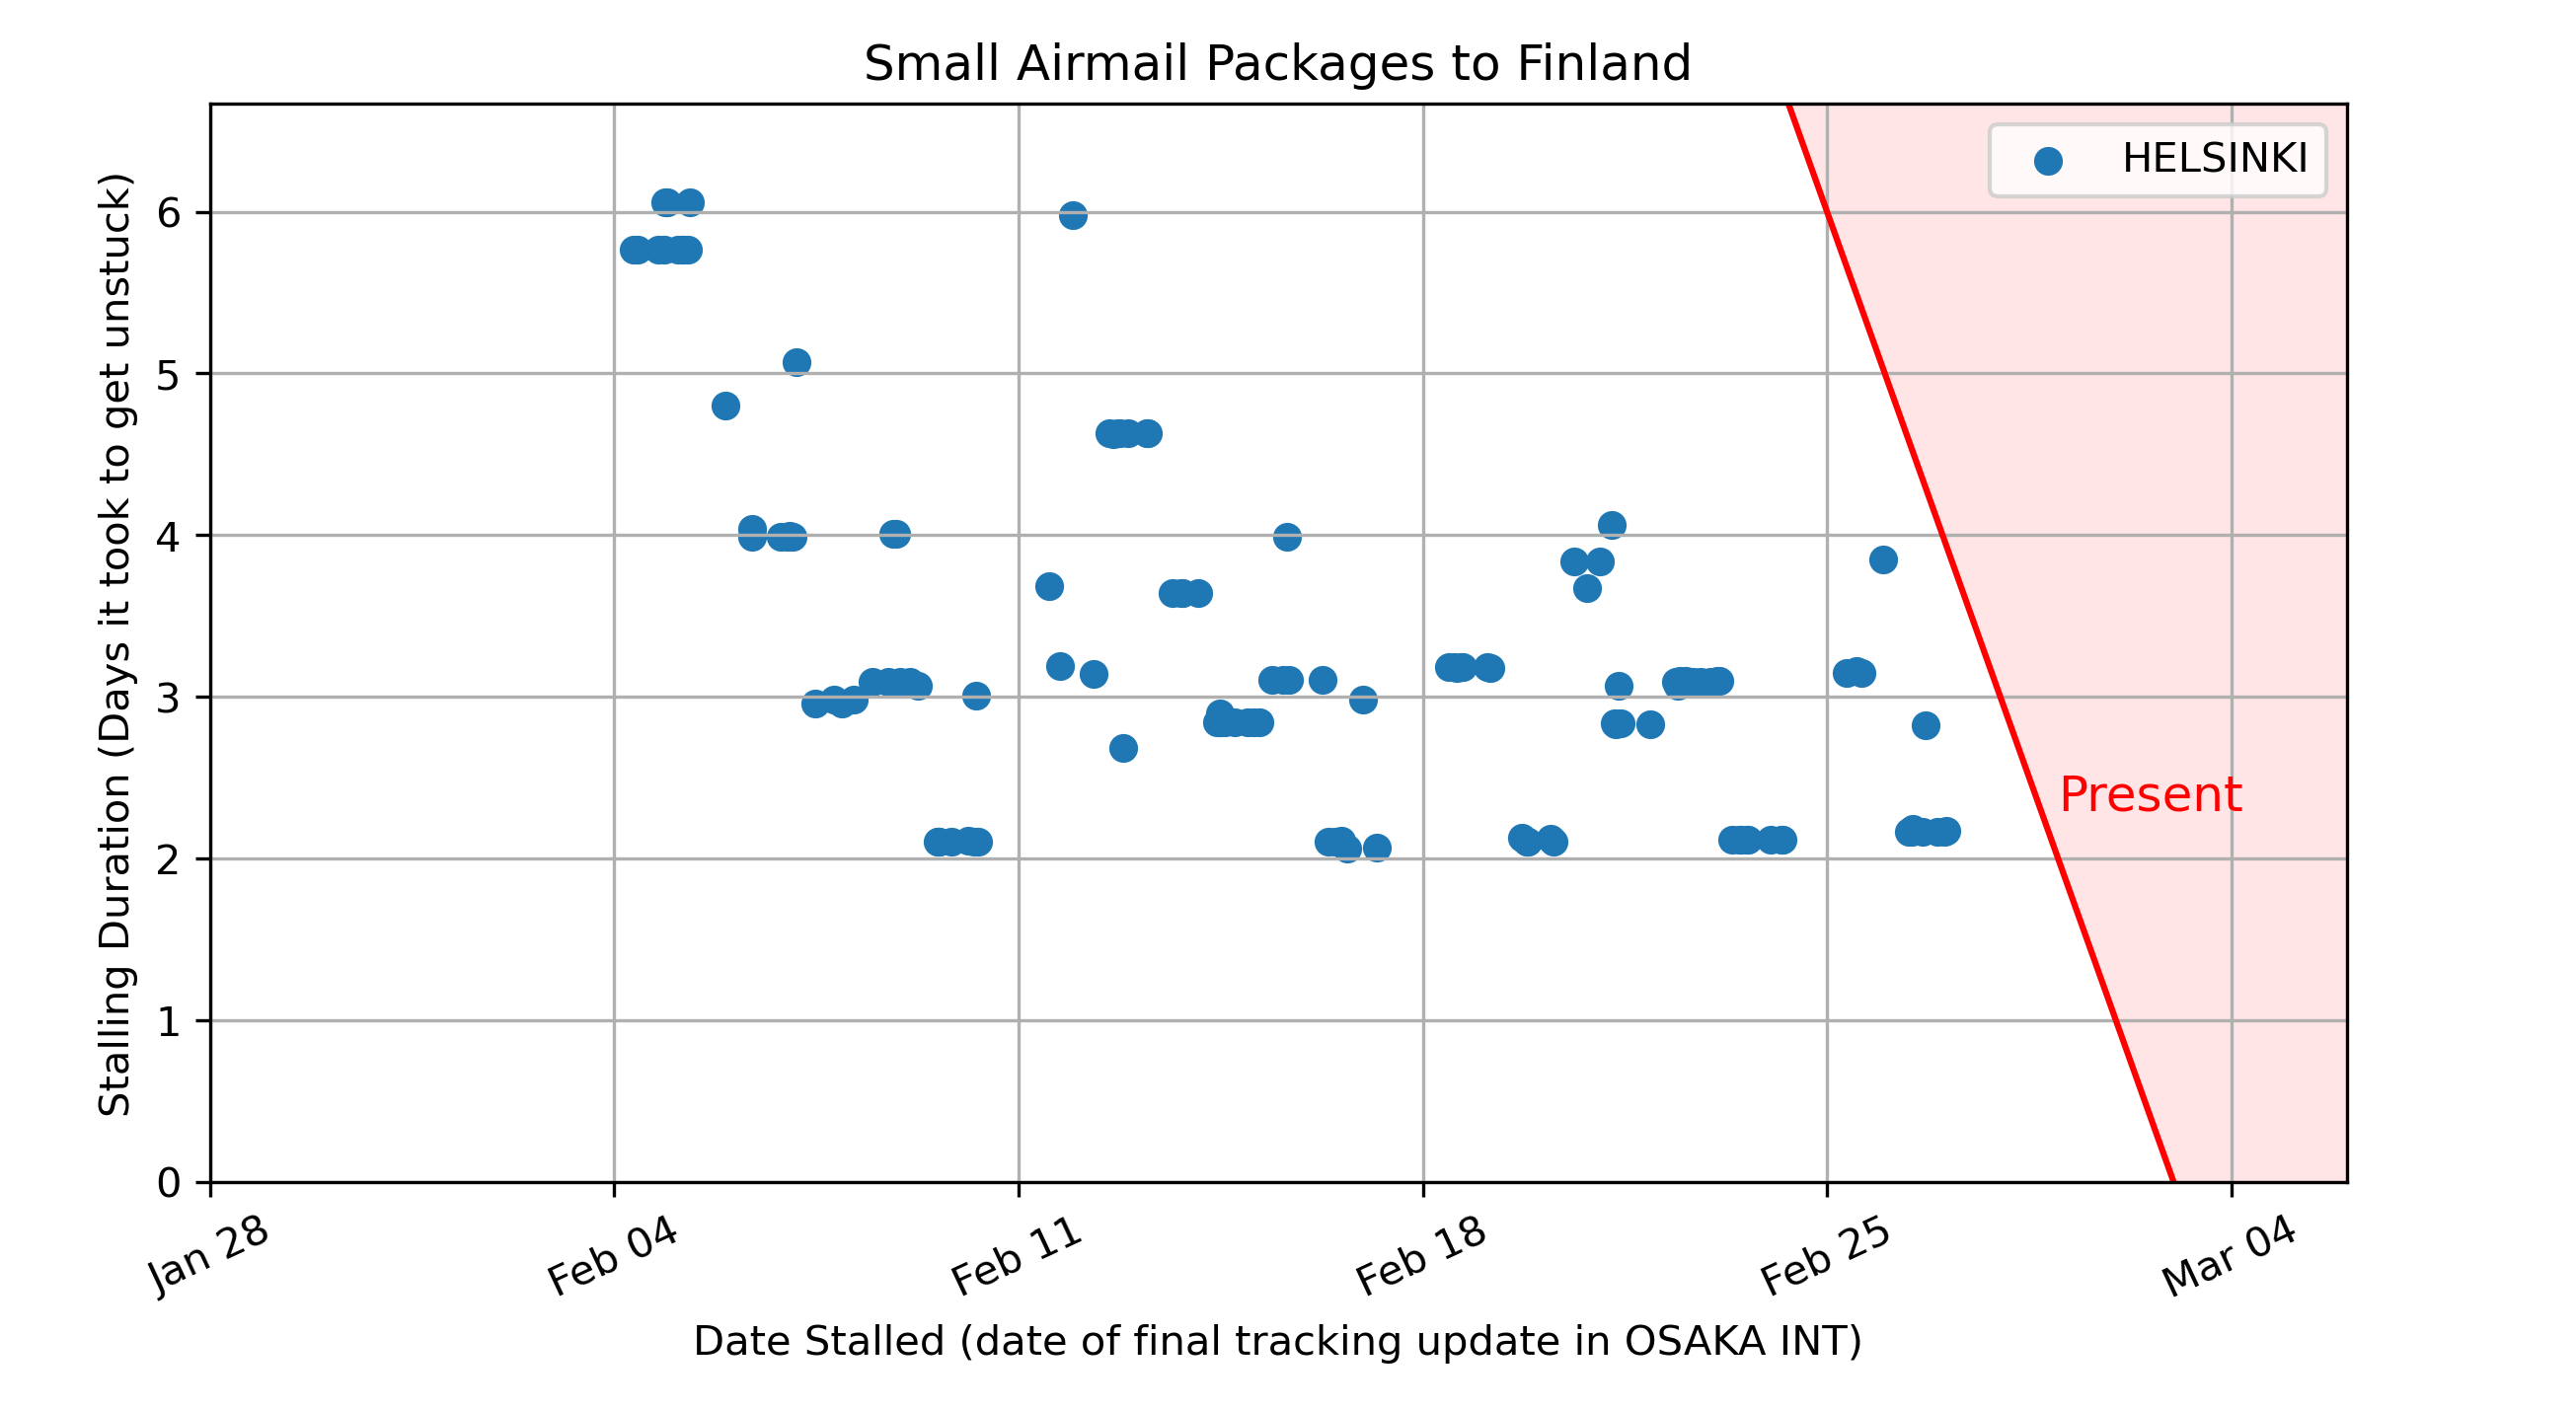 Small Airmail Packages to Finland
HELSINKI
Stalling Duration (Days it took to get unstuck)
6
5
4
3
2
1
0
Present
Jan 28
Feb 04
Feb 11
Feb 18
Feb 25
Mar 04
Date Stalled (date of final tracking update in OSAKA INT)